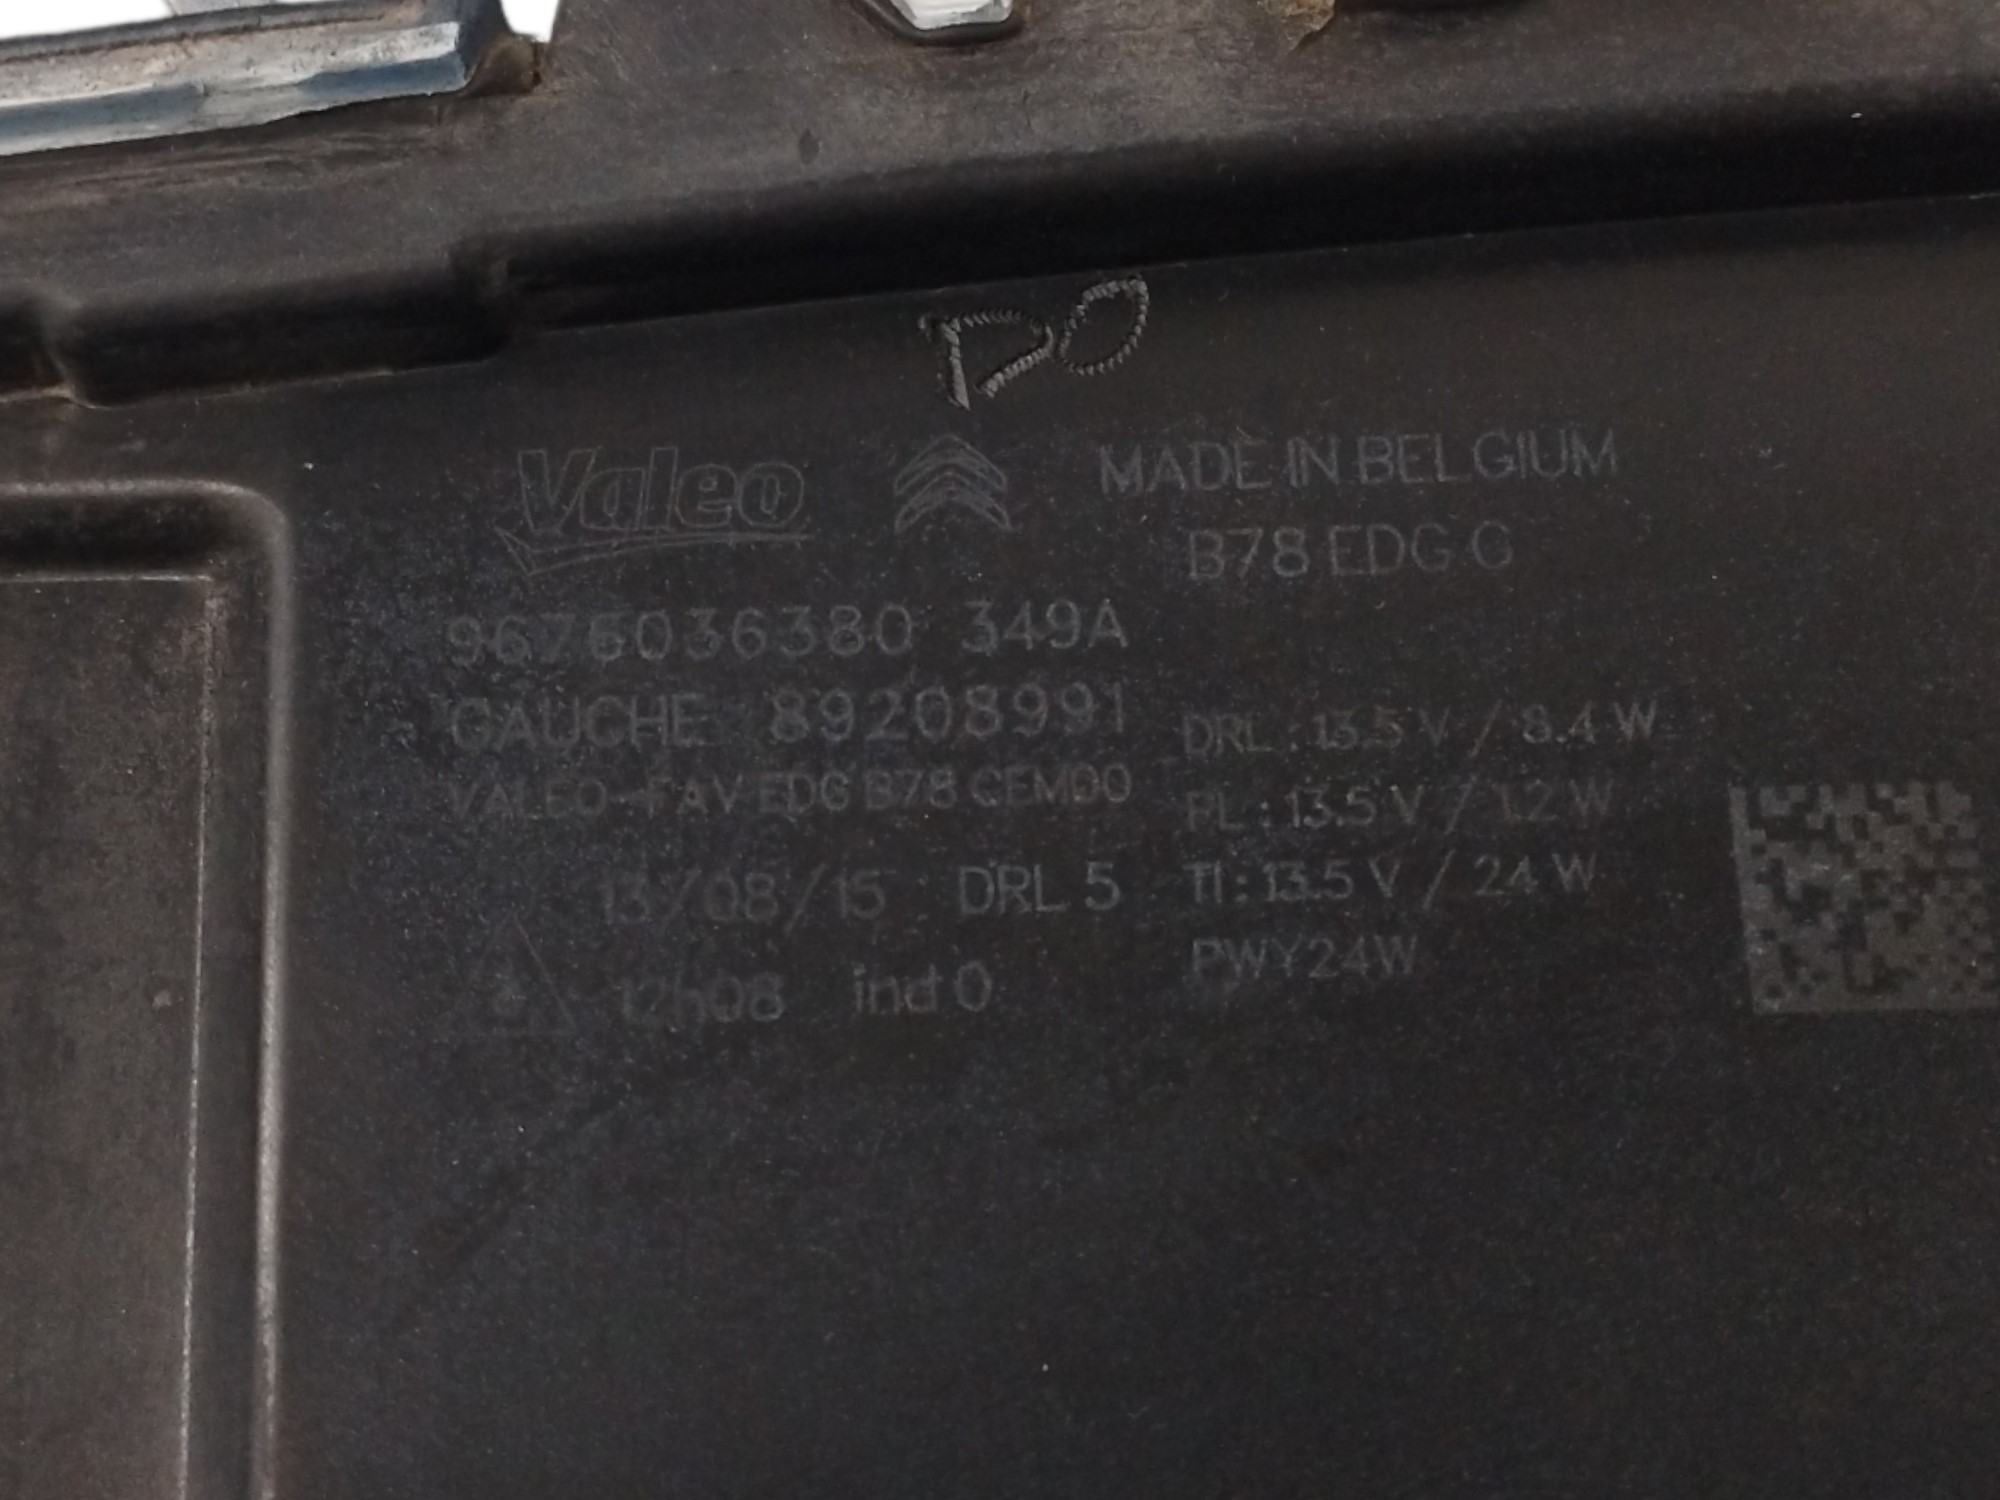 DO
Valeo
MADE IN BELGIUM
B78 EDG G
9676036380 349A
GAUCHE 89208991
VALEO-FAV EDG B78 CEMDO
13/08/15 DRL 5
12h08 ind 0
DRL : 13.5 V / 8.4 W
PL : 13.5 V / 1.2 W
TI : 13.5 V / 24 W
PWY24W